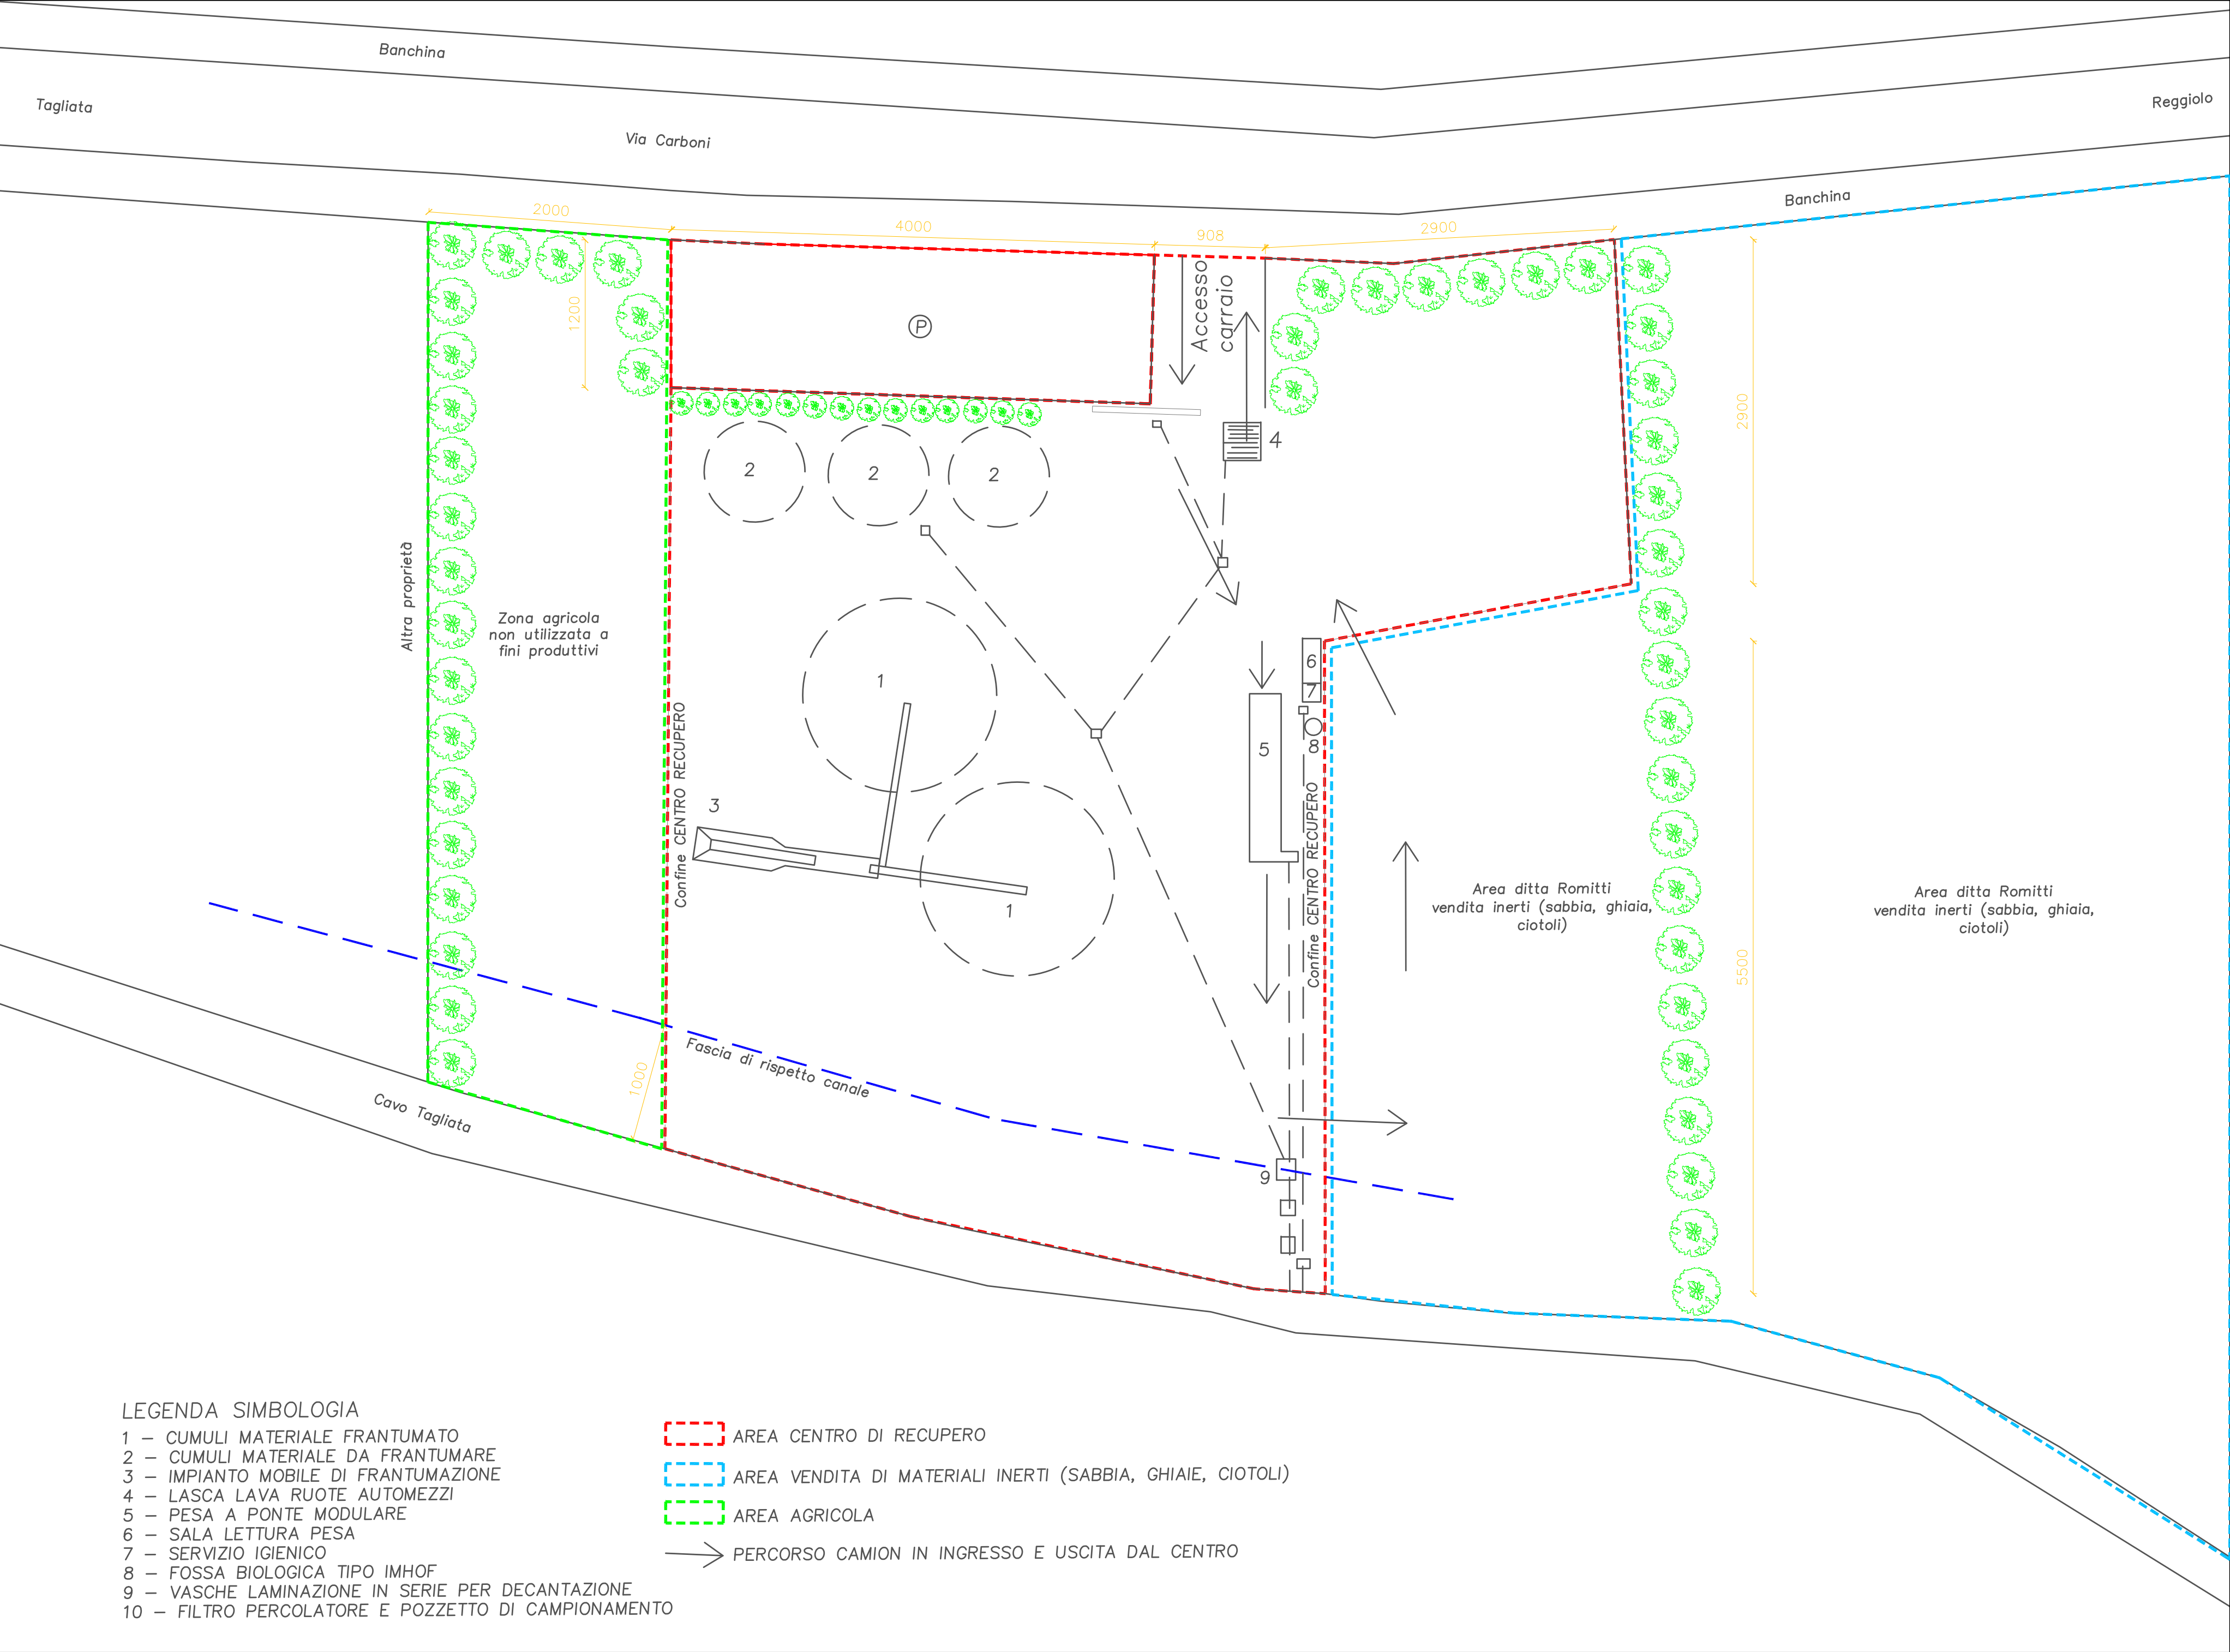 Banchina
Tagliata
Reggiolo
Via Carboni
Banchina
2000
4000
908
2900
1200
P
Accesso
carraio
2900
4
2
2
2
Altra proprietà
Zona agricola
non utilizzata a
fini produttivi
6
7
1
5
8
Confine CENTRO RECUPERO
3
Confine CENTRO RECUPERO
1
Area ditta Romitti
vendita inerti (sabbia, ghiaia,
ciotoli)
Area ditta Romitti
vendita inerti (sabbia, ghiaia,
ciotoli)
5500
Fascia di rispetto canale
1000
Cavo Tagliata
9
LEGENDA SIMBOLOGIA
1 – CUMULI MATERIALE FRANTUMATO
2 – CUMULI MATERIALE DA FRANTUMARE
3 – IMPIANTO MOBILE DI FRANTUMAZIONE
4 – LASCA LAVA RUOTE AUTOMEZZI
5 – PESA A PONTE MODULARE
6 – SALA LETTURA PESA
7 – SERVIZIO IGIENICO
8 – FOSSA BIOLOGICA TIPO IMHOF
9 – VASCHE LAMINAZIONE IN SERIE PER DECANTAZIONE
10 – FILTRO PERCOLATORE E POZZETTO DI CAMPIONAMENTO
AREA CENTRO DI RECUPERO
AREA VENDITA DI MATERIALI INERTI (SABBIA, GHIAIE, CIOTOLI)
AREA AGRICOLA
PERCORSO CAMION IN INGRESSO E USCITA DAL CENTRO